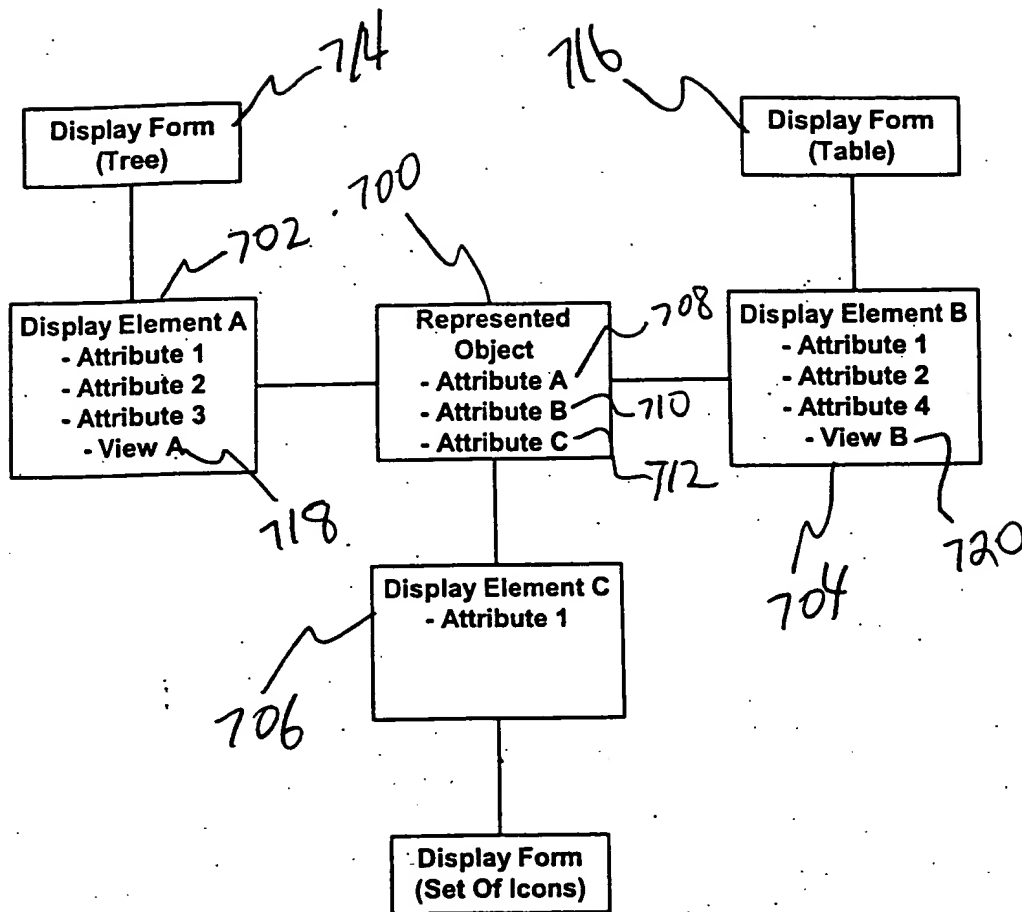 714
716
Display Form
(Tree)
Display Form
(Table)
702
700
Display Element A
- Attribute 1
- Attribute 2
- Attribute 3
- View A
718
Represented
Object
- Attribute A
- Attribute B
- Attribute C
708
710
712
Display Element B
- Attribute 1
- Attribute 2
- Attribute 4
- View B
720
704
Display Element C
- Attribute 1
706
Display Form
(Set Of Icons)